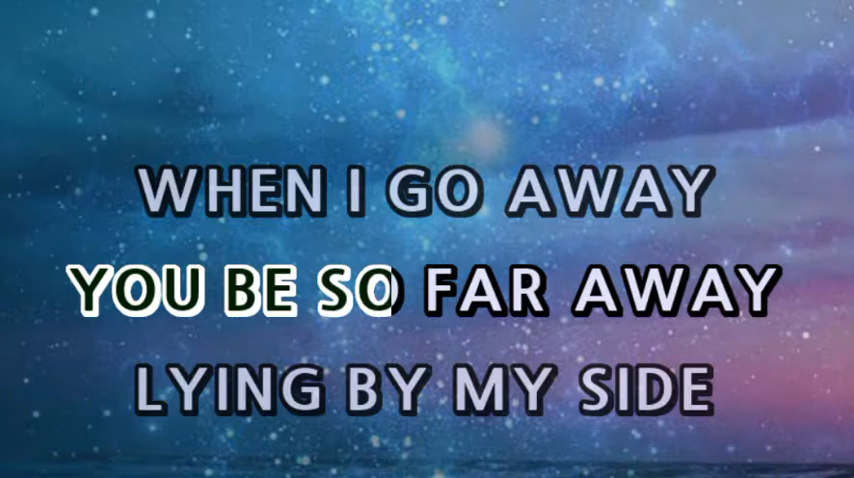 WHEN I GO AWAY
YOU BE SO FAR AWAY
LYING BY MY SIDE